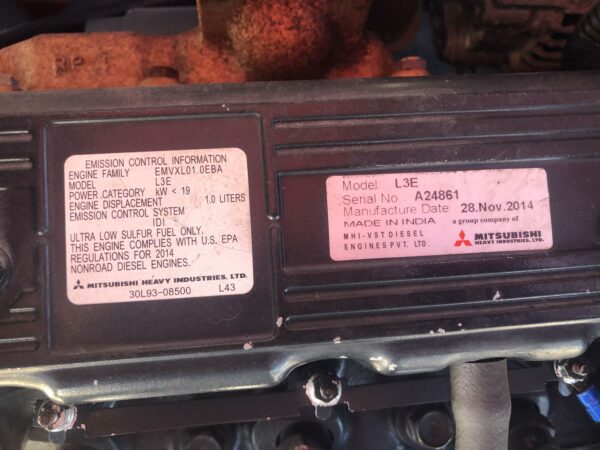 EMISSION CONTROL INFORMATION
ENGINE FAMILY EMVXL01.0EBA
MODEL L3E
POWER CATEGORY kW < 19
ENGINE DISPLACEMENT 1.0 LITERS
EMISSION CONTROL SYSTEM
IDI
ULTRA LOW SULFUR FUEL ONLY.
THIS ENGINE COMPLIES WITH U.S. EPA
REGULATIONS FOR 2014
NONROAD DIESEL ENGINES.
MITSUBISHI HEAVY INDUSTRIES, LTD.
30L93-08500 L43
Model: L3E
Serial No. A24861
Manufacture Date 28.Nov.2014
MADE IN INDIA a group company of
MHI-VST DIESEL
ENGINES PVT. LTD.
MITSUBISHI
HEAVY INDUSTRIES, LTD.